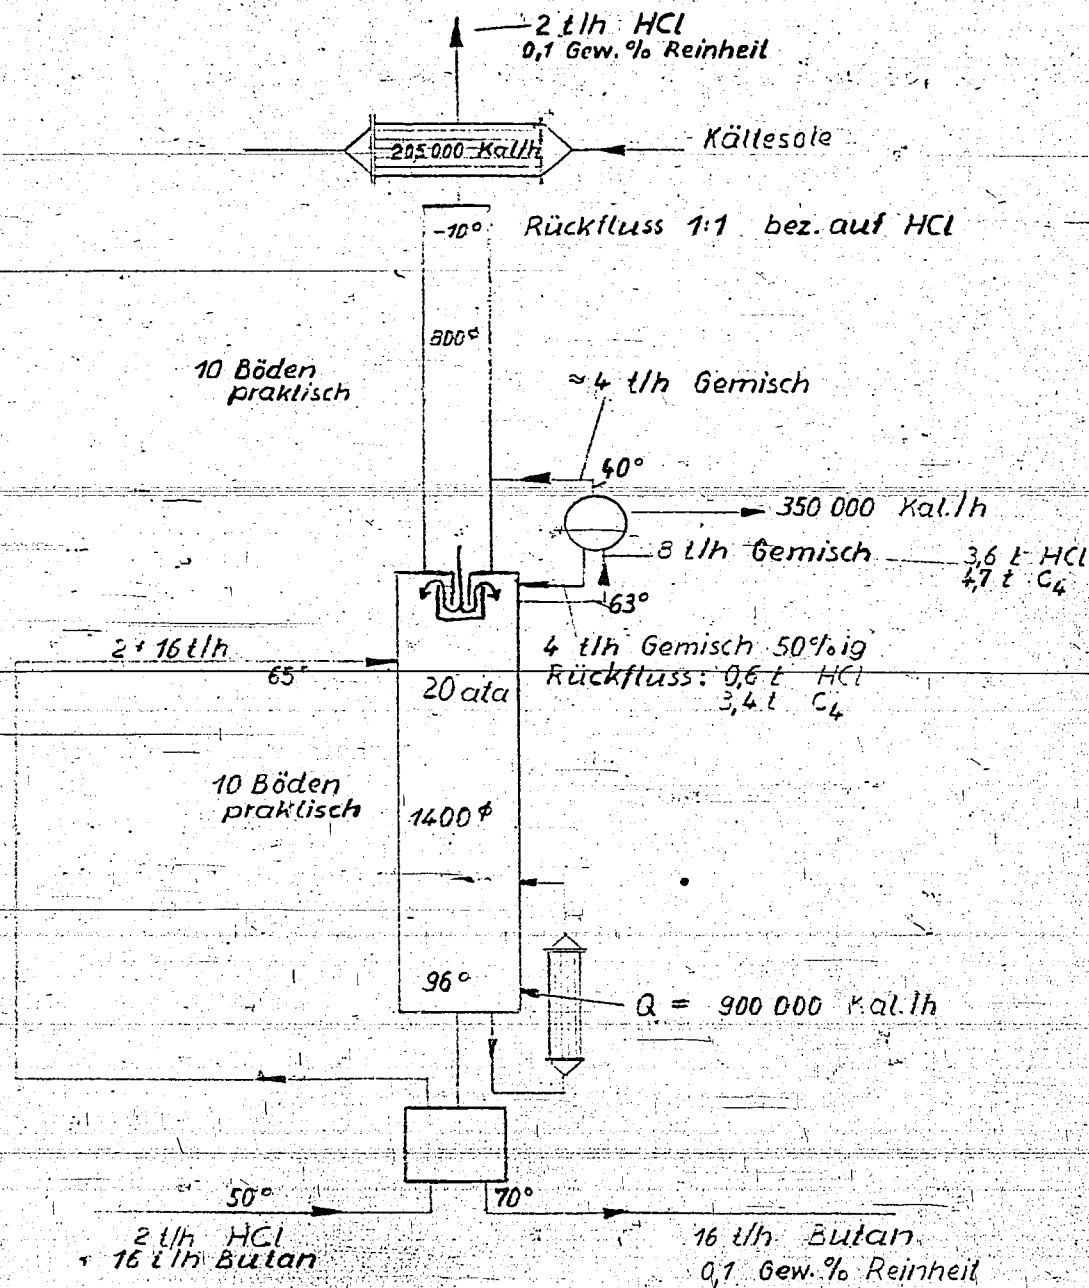 2 t/h HCl
0,1 Gew. % Reinheit
205 000 Kal/h
Kältesole
-10°
Rückfluss 1:1 bez. auf HCl
800 ⌀
10 Böden
praktisch
≈ 4 t/h Gemisch
40°
350 000 Kal./h
8 t/h Gemisch
3,6 t HCl
4,7 t C₄
63°
2 + 16 t/h
65°
4 t/h Gemisch 50%ig
Rückfluss: 0,6 t HCl
3,4 t C₄
20 ata
10 Böden
praktisch
1400 ⌀
96°
Q = 900 000 Kal./h
50°
70°
2 t/h HCl
+ 16 t/h Butan
16 t/h Butan
0,1 Gew. % Reinheit